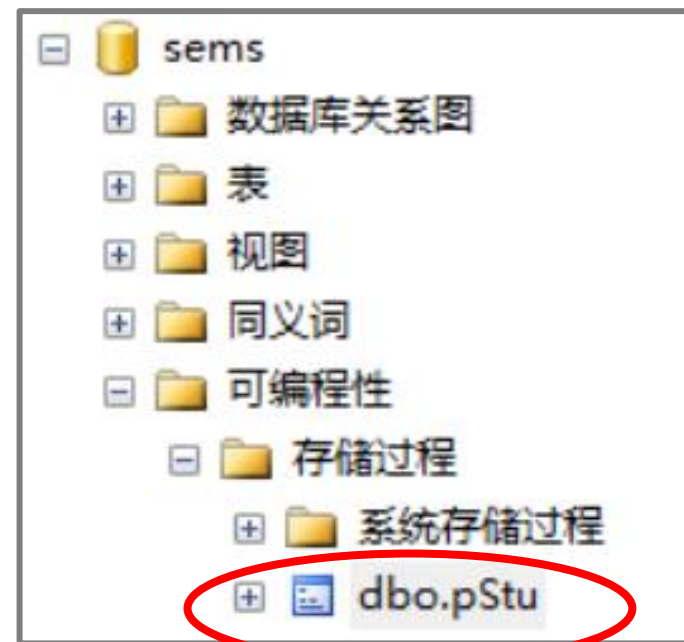 sems
数据库关系图
表
视图
同义词
可编程性
存储过程
系统存储过程
dbo.pStu